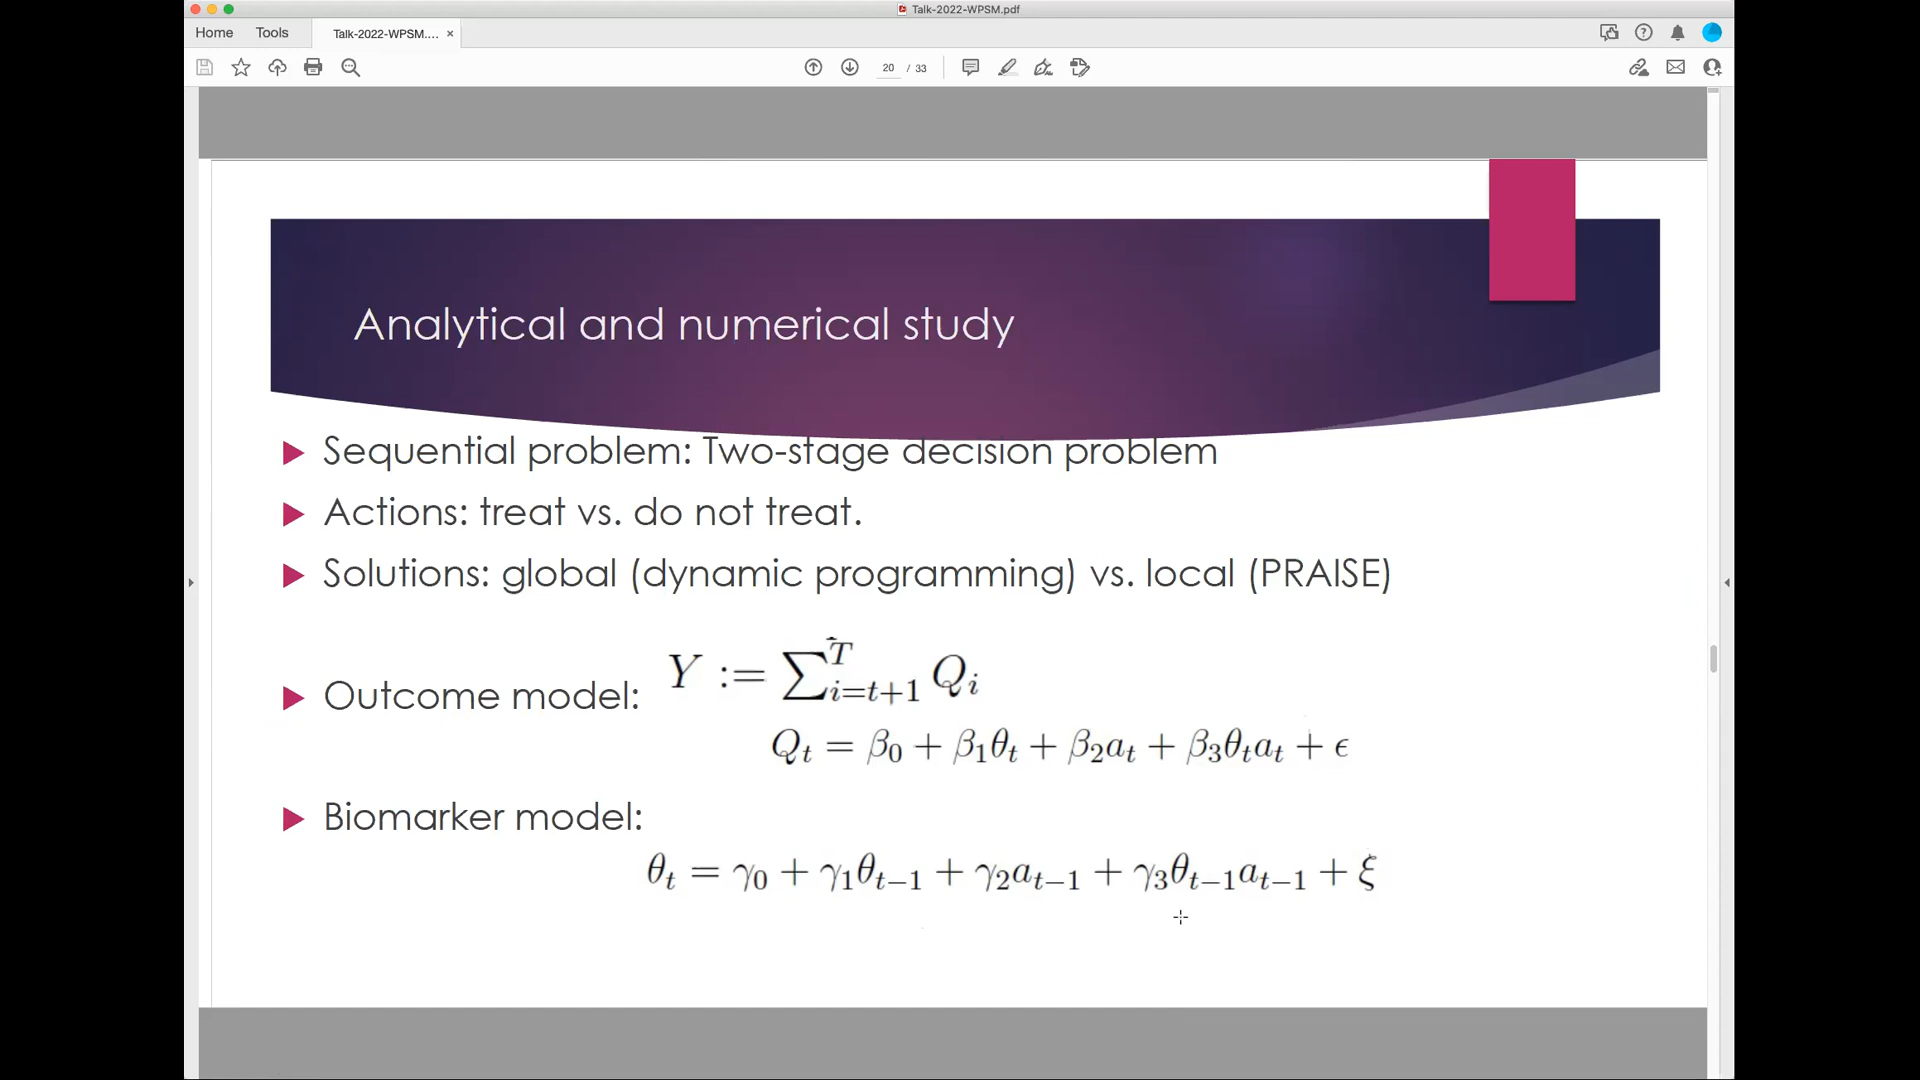 Talk-2022-WPSM.pdf
Home Tools Talk-2022-WPSM.... ×
20 / 33
Analytical and numerical study
Sequential problem: Two-stage decision problem
Actions: treat vs. do not treat.
Solutions: global (dynamic programming) vs. local (PRAISE)
Outcome model: Y := ∑_{i=t+1}^{T} Q_i
Q_t = β_0 + β_1θ_t + β_2a_t + β_3θ_ta_t + ϵ
Biomarker model:
θ_t = γ_0 + γ_1θ_{t−1} + γ_2a_{t−1} + γ_3θ_{t−1}a_{t−1} + ξ